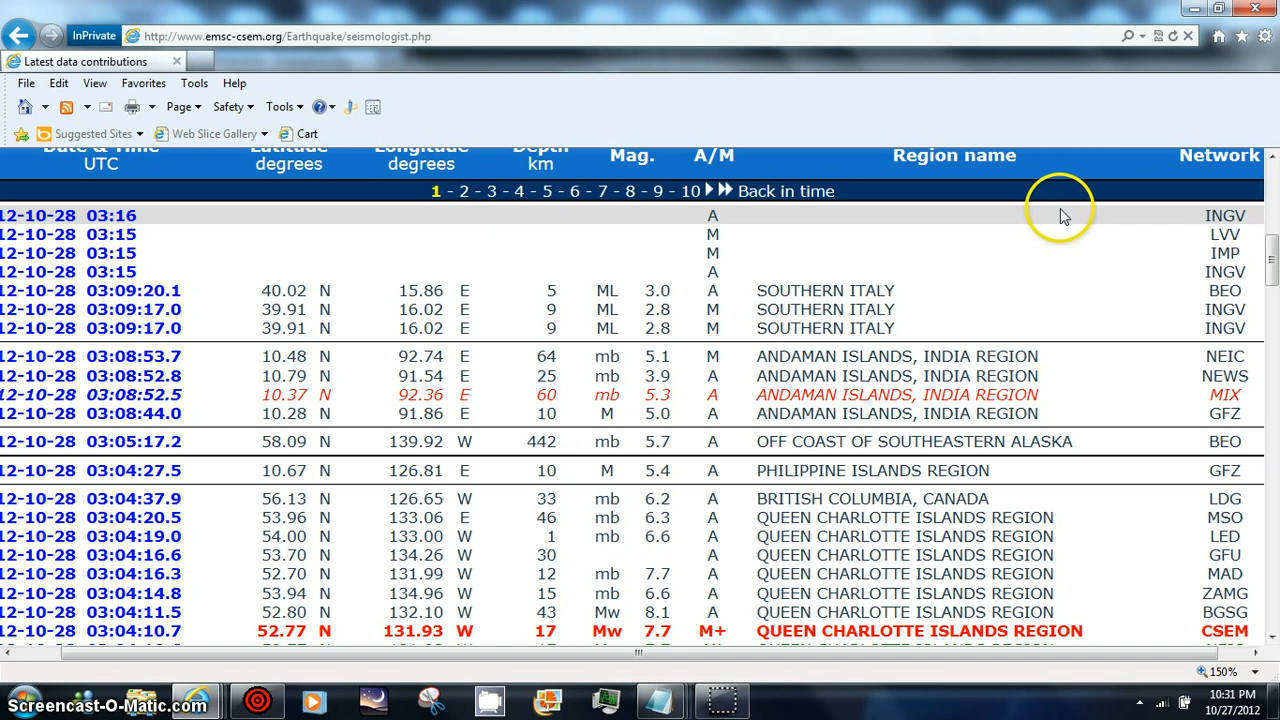 InPrivate http://www.emsc-csem.org/Earthquake/seismologist.php
Latest data contributions
File Edit View Favorites Tools Help
Page Safety Tools
Suggested Sites Web Slice Gallery Cart
Date & Time Latitude Longitude Depth Mag. A/M Region name Network
UTC degrees degrees km
1 - 2 - 3 - 4 - 5 - 6 - 7 - 8 - 9 - 10 Back in time
12-10-28 03:16 A INGV
12-10-28 03:15 M LVV
12-10-28 03:15 M IMP
12-10-28 03:15 A INGV
12-10-28 03:09:20.1 40.02 N 15.86 E 5 ML 3.0 A SOUTHERN ITALY BEO
12-10-28 03:09:17.0 39.91 N 16.02 E 9 ML 2.8 M SOUTHERN ITALY INGV
12-10-28 03:09:17.0 39.91 N 16.02 E 9 ML 2.8 M SOUTHERN ITALY INGV
12-10-28 03:08:53.7 10.48 N 92.74 E 64 mb 5.1 M ANDAMAN ISLANDS, INDIA REGION NEIC
12-10-28 03:08:52.8 10.79 N 91.54 E 25 mb 3.9 A ANDAMAN ISLANDS, INDIA REGION NEWS
12-10-28 03:08:52.5 10.37 N 92.36 E 60 mb 5.3 A ANDAMAN ISLANDS, INDIA REGION MIX
12-10-28 03:08:44.0 10.28 N 91.86 E 10 M 5.0 A ANDAMAN ISLANDS, INDIA REGION GFZ
12-10-28 03:05:17.2 58.09 N 139.92 W 442 mb 5.7 A OFF COAST OF SOUTHEASTERN ALASKA BEO
12-10-28 03:04:27.5 10.67 N 126.81 E 10 M 5.4 A PHILIPPINE ISLANDS REGION GFZ
12-10-28 03:04:37.9 56.13 N 126.65 W 33 mb 6.2 A BRITISH COLUMBIA, CANADA LDG
12-10-28 03:04:20.5 53.96 N 133.06 E 46 mb 6.3 A QUEEN CHARLOTTE ISLANDS REGION MSO
12-10-28 03:04:19.0 54.00 N 133.00 W 1 mb 6.6 A QUEEN CHARLOTTE ISLANDS REGION LED
12-10-28 03:04:16.6 53.70 N 134.26 W 30 A QUEEN CHARLOTTE ISLANDS REGION GFU
12-10-28 03:04:16.3 52.70 N 131.99 W 12 mb 7.7 A QUEEN CHARLOTTE ISLANDS REGION MAD
12-10-28 03:04:14.8 53.94 N 134.96 W 15 mb 6.6 A QUEEN CHARLOTTE ISLANDS REGION ZAMG
12-10-28 03:04:11.5 52.80 N 132.10 W 43 Mw 8.1 A QUEEN CHARLOTTE ISLANDS REGION BGSG
12-10-28 03:04:10.7 52.77 N 131.93 W 17 Mw 7.7 M+ QUEEN CHARLOTTE ISLANDS REGION CSEM
150%
Screencast-O-Matic.com
10:31 PM
10/27/2012